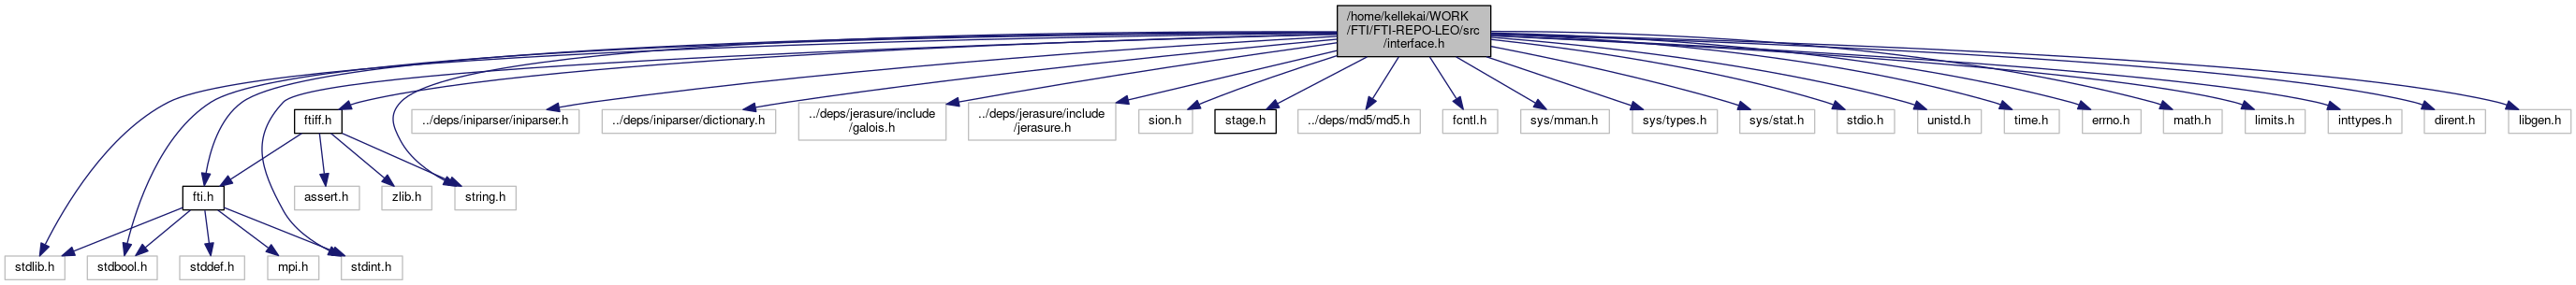 /home/kellekai/WORK
/FTI/FTI-REPO-LEO/src
/interface.h
ftiff.h
../deps/iniparser/iniparser.h
../deps/iniparser/dictionary.h
../deps/jerasure/include
/galois.h
../deps/jerasure/include
/jerasure.h
sion.h
stage.h
../deps/md5/md5.h
fcntl.h
sys/mman.h
sys/types.h
sys/stat.h
stdio.h
unistd.h
time.h
errno.h
math.h
limits.h
inttypes.h
dirent.h
libgen.h
fti.h
assert.h
zlib.h
string.h
stdlib.h
stdbool.h
stddef.h
mpi.h
stdint.h